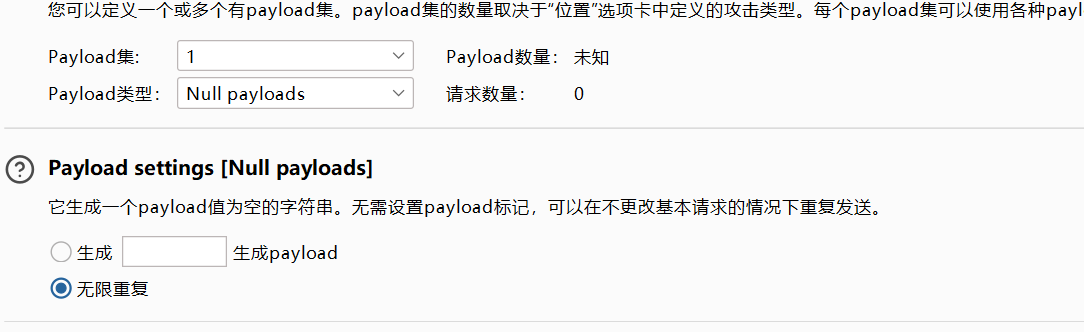 您可以定义一个或多个有payload集。payload集的数量取决于“位置”选项卡中定义的攻击类型。每个payload集可以使用各种payl
Payload集: 1 Payload数量： 未知
Payload类型： Null payloads 请求数量： 0
Payload settings [Null payloads]
它生成一个payload值为空的字符串。无需设置payload标记，可以在不更改基本请求的情况下重复发送。
生成 生成payload
无限重复